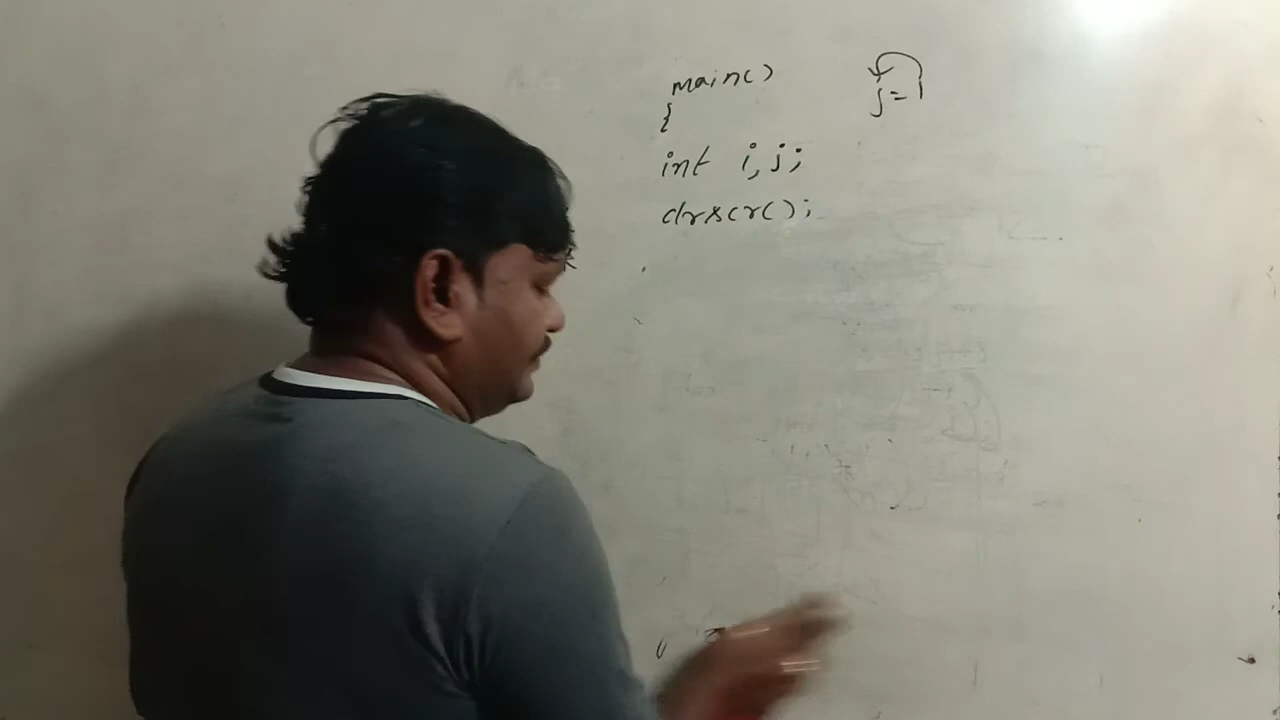 main()
{
int i, j;
clrscr();
j=1